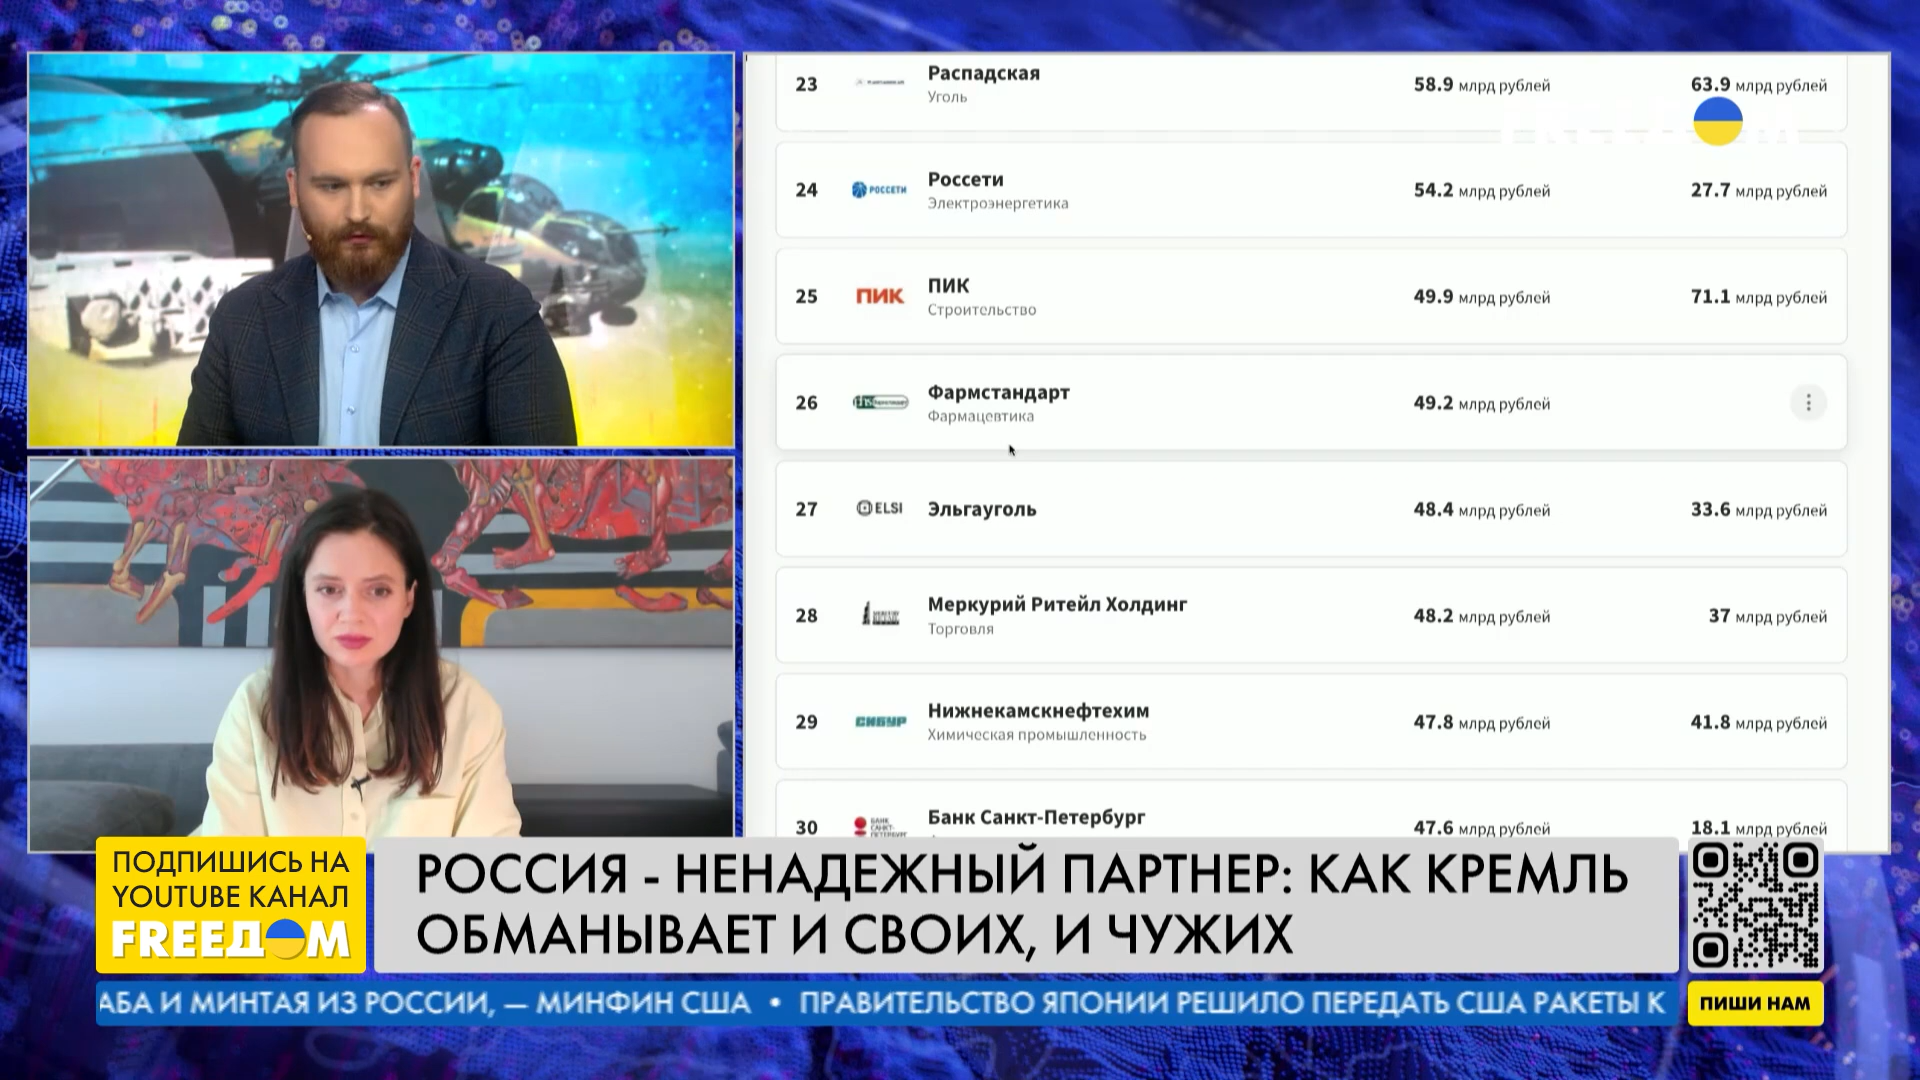 23
Распадская
Уголь
58.9 млрд рублей
63.9 млрд рублей
24
РОССЕТИ
Россети
Электроэнергетика
54.2 млрд рублей
27.7 млрд рублей
25
ПИК
ПИК
Строительство
49.9 млрд рублей
71.1 млрд рублей
26
Фармстандарт
Фармацевтика
49.2 млрд рублей
27
ELSI
Эльгауголь
48.4 млрд рублей
33.6 млрд рублей
28
Меркурий Ритейл Холдинг
Торговля
48.2 млрд рублей
37 млрд рублей
29
СИБУР
Нижнекамскнефтехим
Химическая промышленность
47.8 млрд рублей
41.8 млрд рублей
30
БАНК
САНКТ-
ПЕТЕРБУРГ
Банк Санкт-Петербург
47.6 млрд рублей
18.1 млрд рублей
ПОДПИШИСЬ НА
YOUTUBE КАНАЛ
FREEДОМ
РОССИЯ - НЕНАДЕЖНЫЙ ПАРТНЕР: КАК КРЕМЛЬ
ОБМАНЫВАЕТ И СВОИХ, И ЧУЖИХ
АБА И МИНТАЯ ИЗ РОССИИ, — МИНФИН США • ПРАВИТЕЛЬСТВО ЯПОНИИ РЕШИЛО ПЕРЕДАТЬ США РАКЕТЫ К
ПИШИ НАМ